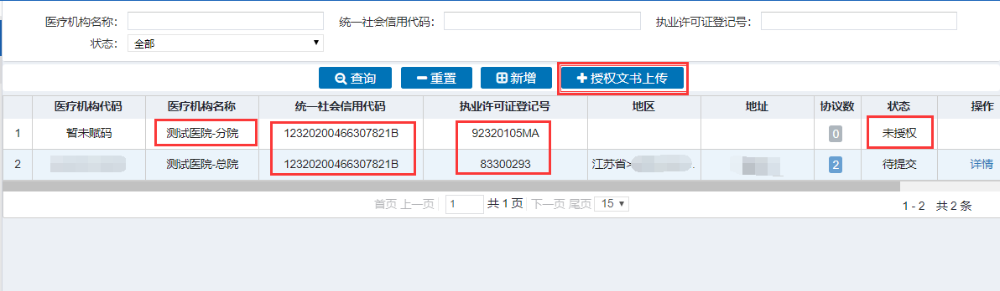 医疗机构名称: 统一社会信用代码: 执业许可证登记号:
状态: 全部
查询 重置 新增 授权文书上传
医疗机构代码 医疗机构名称 统一社会信用代码 执业许可证登记号 地区 地址 协议数 状态 操作
1 暂未赋码 测试医院-分院 12320200466307821B 92320105MA 0 未授权
2 测试医院-总院 12320200466307821B 83300293 江苏省> . 2 待提交 详情
首页 上一页 1 共 1 页 下一页 尾页 15 1 - 2 共 2 条